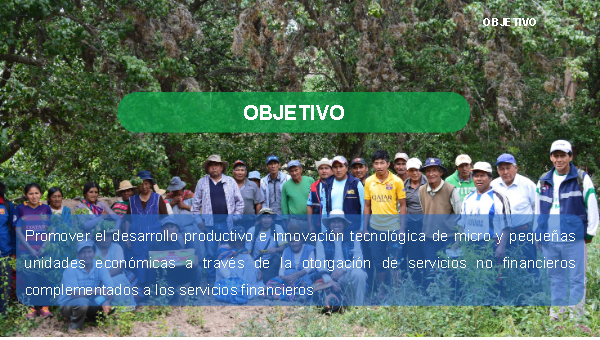 OBJETIVO
OBJETIVO
Promover el desarrollo productivo e innovación tecnológica de micro y pequeñas
unidades económicas a través de la otorgación de servicios no financieros
complementados a los servicios financieros